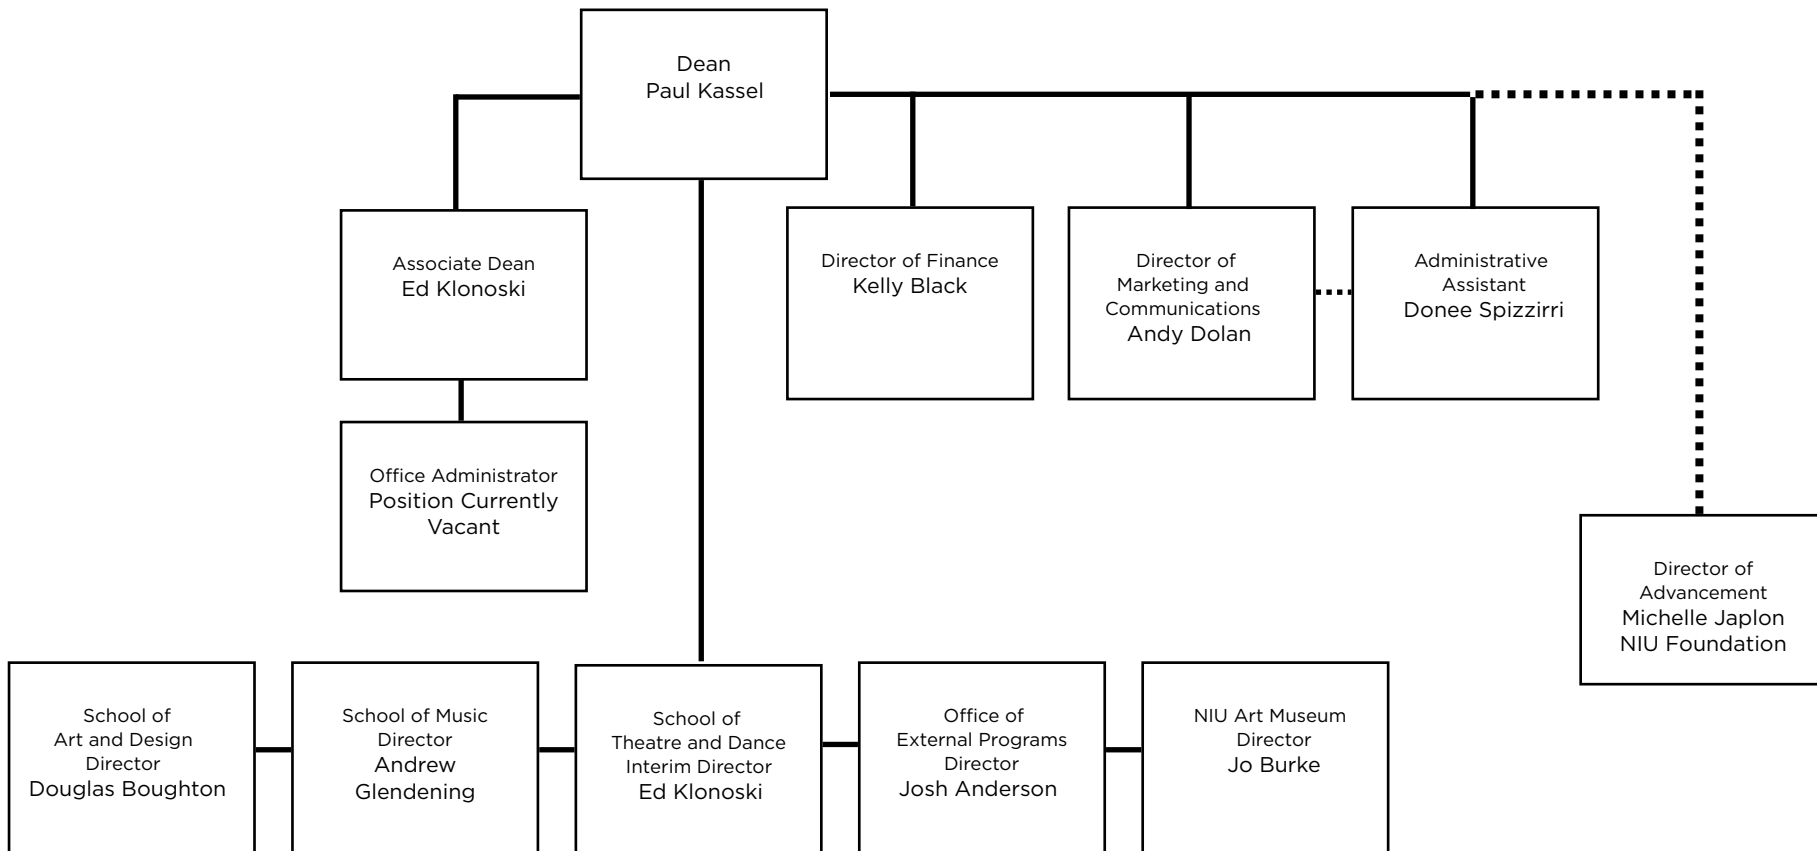 Dean
Paul Kassel
Associate Dean
Ed Klonoski
Director of Finance
Kelly Black
Director of
Marketing and
Communications
Andy Dolan
Administrative
Assistant
Donee Spizzirri
Office Administrator
Position Currently
Vacant
Director of
Advancement
Michelle Japlon
NIU Foundation
School of
Art and Design
Director
Douglas Boughton
School of Music
Director
Andrew
Glendening
School of
Theatre and Dance
Interim Director
Ed Klonoski
Office of
External Programs
Director
Josh Anderson
NIU Art Museum
Director
Jo Burke